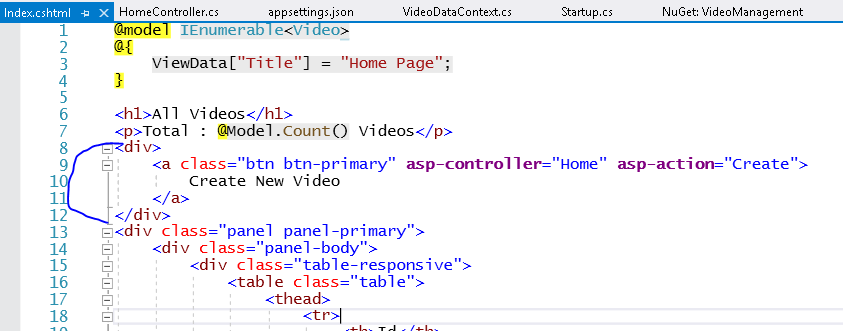 Index.cshtml HomeController.cs appsettings.json VideoDataContext.cs Startup.cs NuGet: VideoManagement
1 @model IEnumerable<Video>
2 @{
3 ViewData["Title"] = "Home Page";
4 }
5
6 <h1>All Videos</h1>
7 <p>Total : @Model.Count() Videos</p>
8 <div>
9 <a class="btn btn-primary" asp-controller="Home" asp-action="Create">
10 Create New Video
11 </a>
12 </div>
13 <div class="panel panel-primary">
14 <div class="panel-body">
15 <div class="table-responsive">
16 <table class="table">
17 <thead>
18 <tr>
19 <th>Id</th>